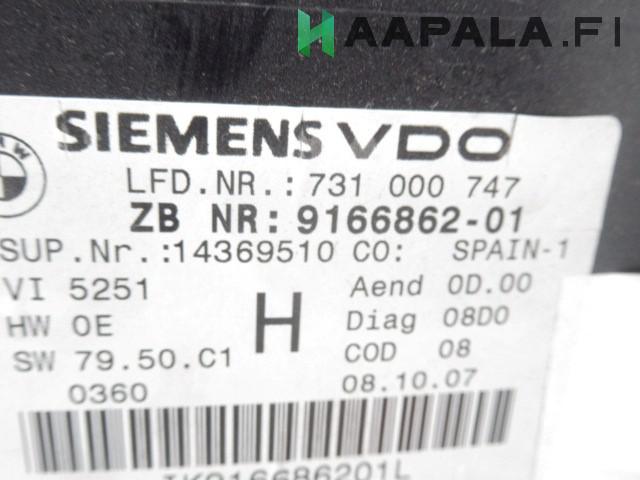 HAAPALA.FI
SIEMENS VDO
LFD.NR.: 731 000 747
ZB NR: 9166862-01
SUP.Nr.:14369510 CO: SPAIN-1
VI 5251 Aend 0D.00
HW 0E H Diag 08D0
SW 79.50.C1 COD 08
0360 08.10.07